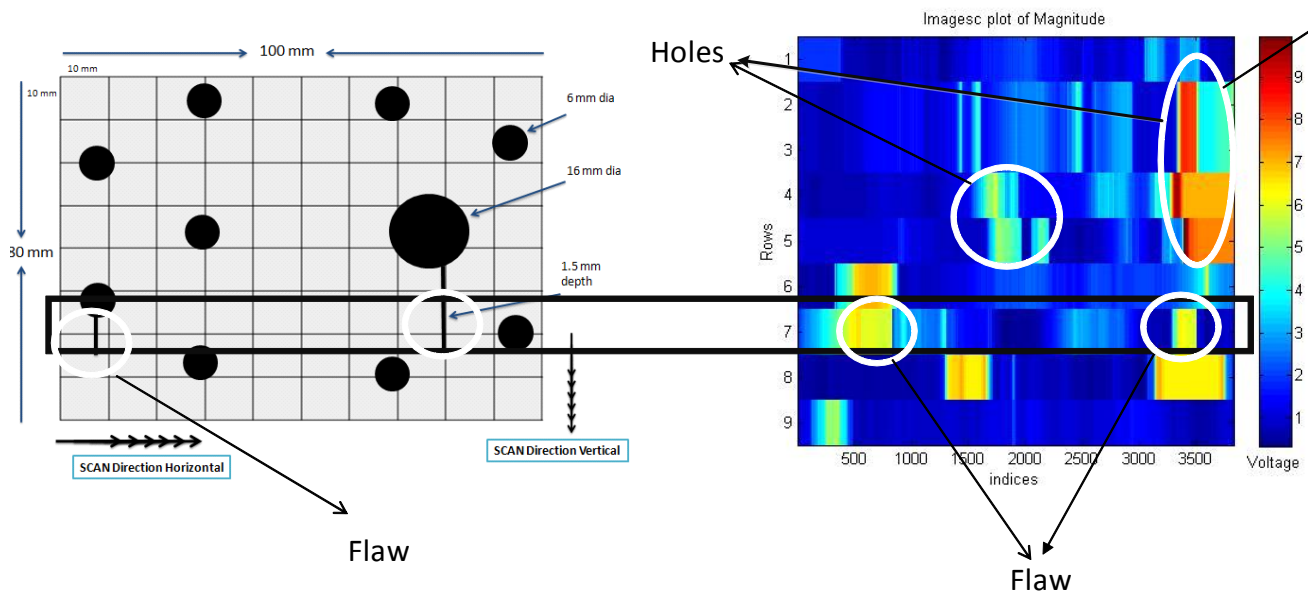 100 mm
10 mm
10 mm
80 mm
6 mm dia
16 mm dia
1.5 mm
depth
SCAN Direction Horizontal
SCAN Direction Vertical
Flaw
Holes
Imagesc plot of Magnitude
1
2
3
4
5
6
7
8
9
Rows
500
1000
1500
2000
2500
3000
3500
indices
9
8
7
6
5
4
3
2
1
Voltage
Flaw